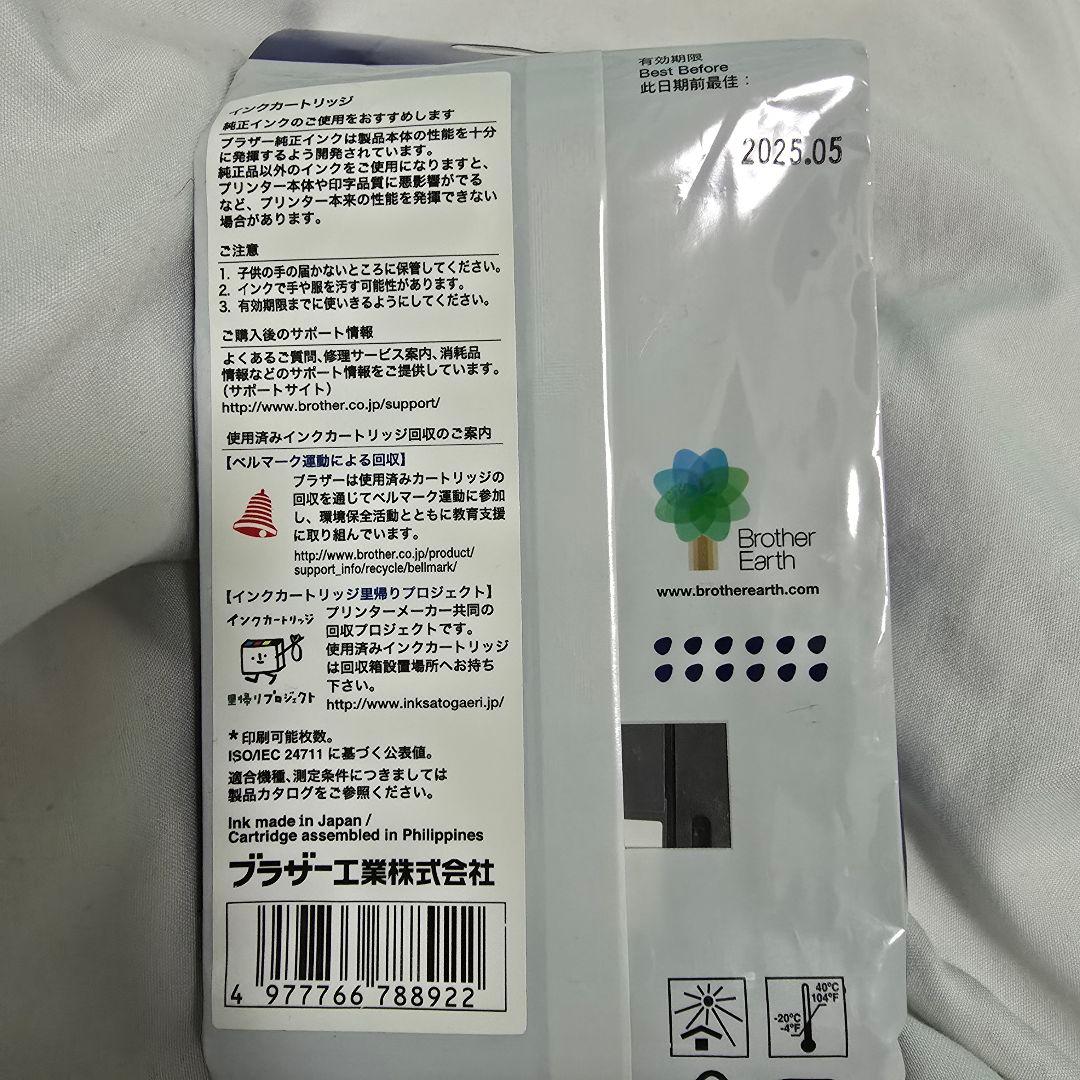 インクカートリッジ
純正インクのご使用をおすすめします
ブラザー純正インクは製品本体の性能を十分
に発揮するよう開発されています。
純正品以外のインクをご使用になりますと、
プリンター本体や印字品質に悪影響がでる
など、プリンター本来の性能を発揮できない
場合があります。
ご注意
1. 子供の手の届かないところに保管してください。
2. インクで手や服を汚す可能性があります。
3. 有効期限までに使いきるようにしてください。
ご購入後のサポート情報
よくあるご質問、修理サービス案内、消耗品
情報などのサポート情報をご提供しています。
(サポートサイト)
http://www.brother.co.jp/support/
使用済みインクカートリッジ回収のご案内
【ベルマーク運動による回収】
ブラザーは使用済みカートリッジの
回収を通じてベルマーク運動に参加
し、環境保全活動とともに教育支援
に取り組んでいます。
http://www.brother.co.jp/product/
support_info/recycle/bellmark/
【インクカートリッジ里帰りプロジェクト】
インクカートリッジ
里帰りプロジェクト
プリンターメーカー共同の
回収プロジェクトです。
使用済みインクカートリッジ
は回収箱設置場所へお持ち
下さい。
http://www.inksatogaeri.jp/
*印刷可能枚数。
ISO/IEC 24711 に基づく公表値。
適合機種、測定条件につきましては
製品カタログをご参照ください。
Ink made in Japan /
Cartridge assembled in Philippines
ブラザー工業株式会社
4 977766 788922
有効期限
Best Before
此日期前最佳：
2025.05
Brother
Earth
www.brotherearth.com
40°C
104°F
-20°C
-4°F